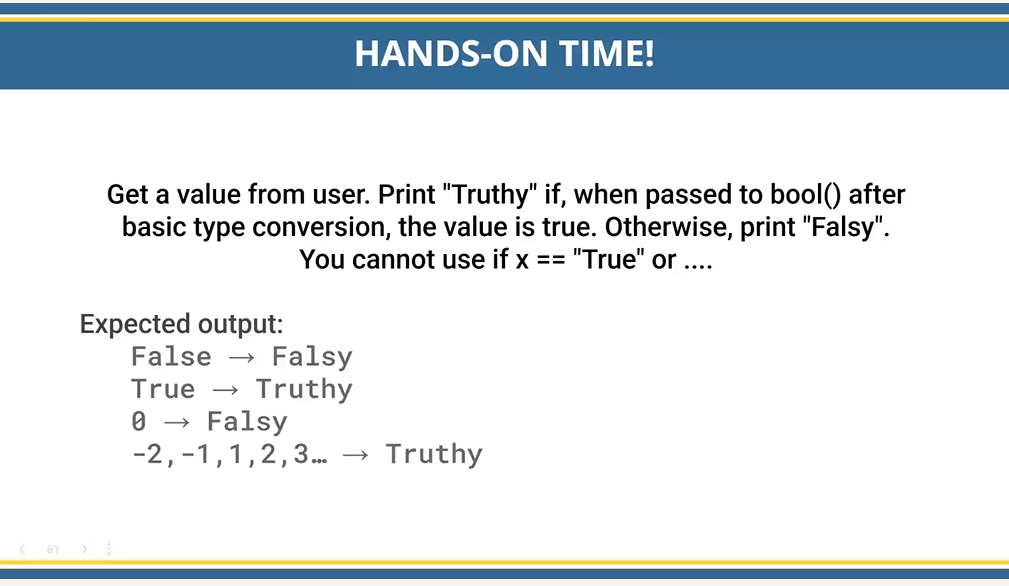 HANDS-ON TIME!
Get a value from user. Print "Truthy" if, when passed to bool() after
basic type conversion, the value is true. Otherwise, print "Falsy".
You cannot use if x == "True" or ....
Expected output:
False → Falsy
True → Truthy
0 → Falsy
-2,-1,1,2,3… → Truthy
81